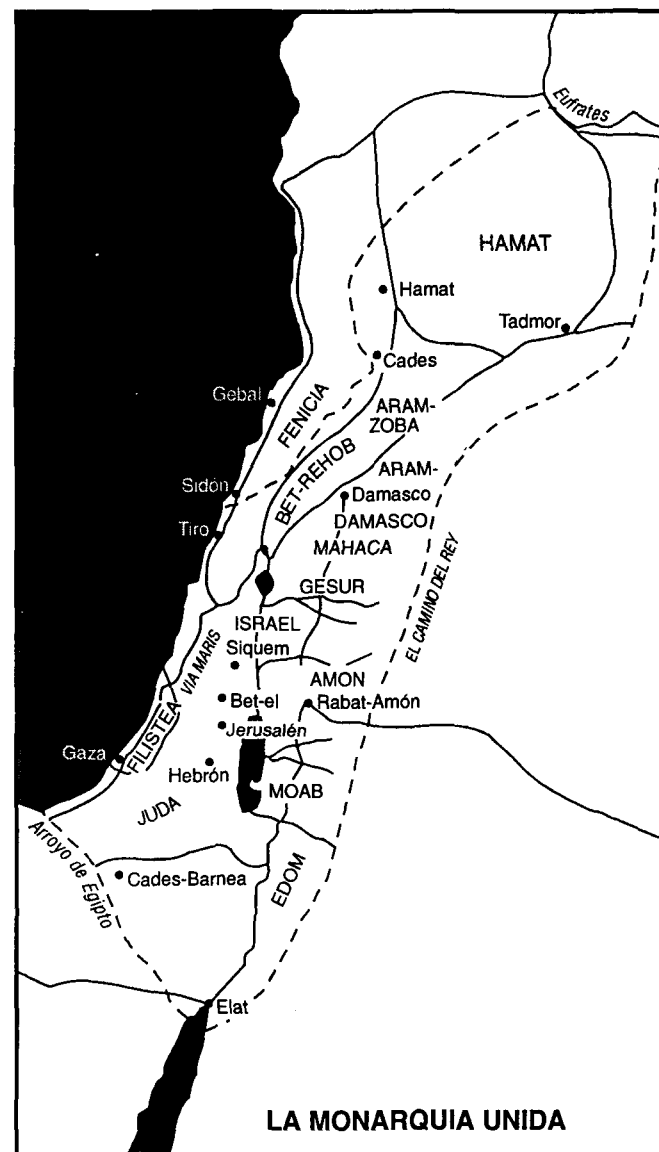 Eufrates
HAMAT
Hamat
Tadmor
Cades
Gebal
FENICIA
ARAM-
ZOBA
BET-REHOB
ARAM-
Sidón
Damasco
DAMASCO
Tiro
MAHACA
GESUR
EL CAMINO DEL REY
ISRAEL
VIA MARIS
Siquem
AMON
Bet-el
Rabat-Amón
FILISTEA
Jerusalén
Gaza
Hebrón
MOAB
JUDA
Arroyo de
Egipto
Cades-Barnea
EDOM
Elat
LA MONARQUIA UNIDA